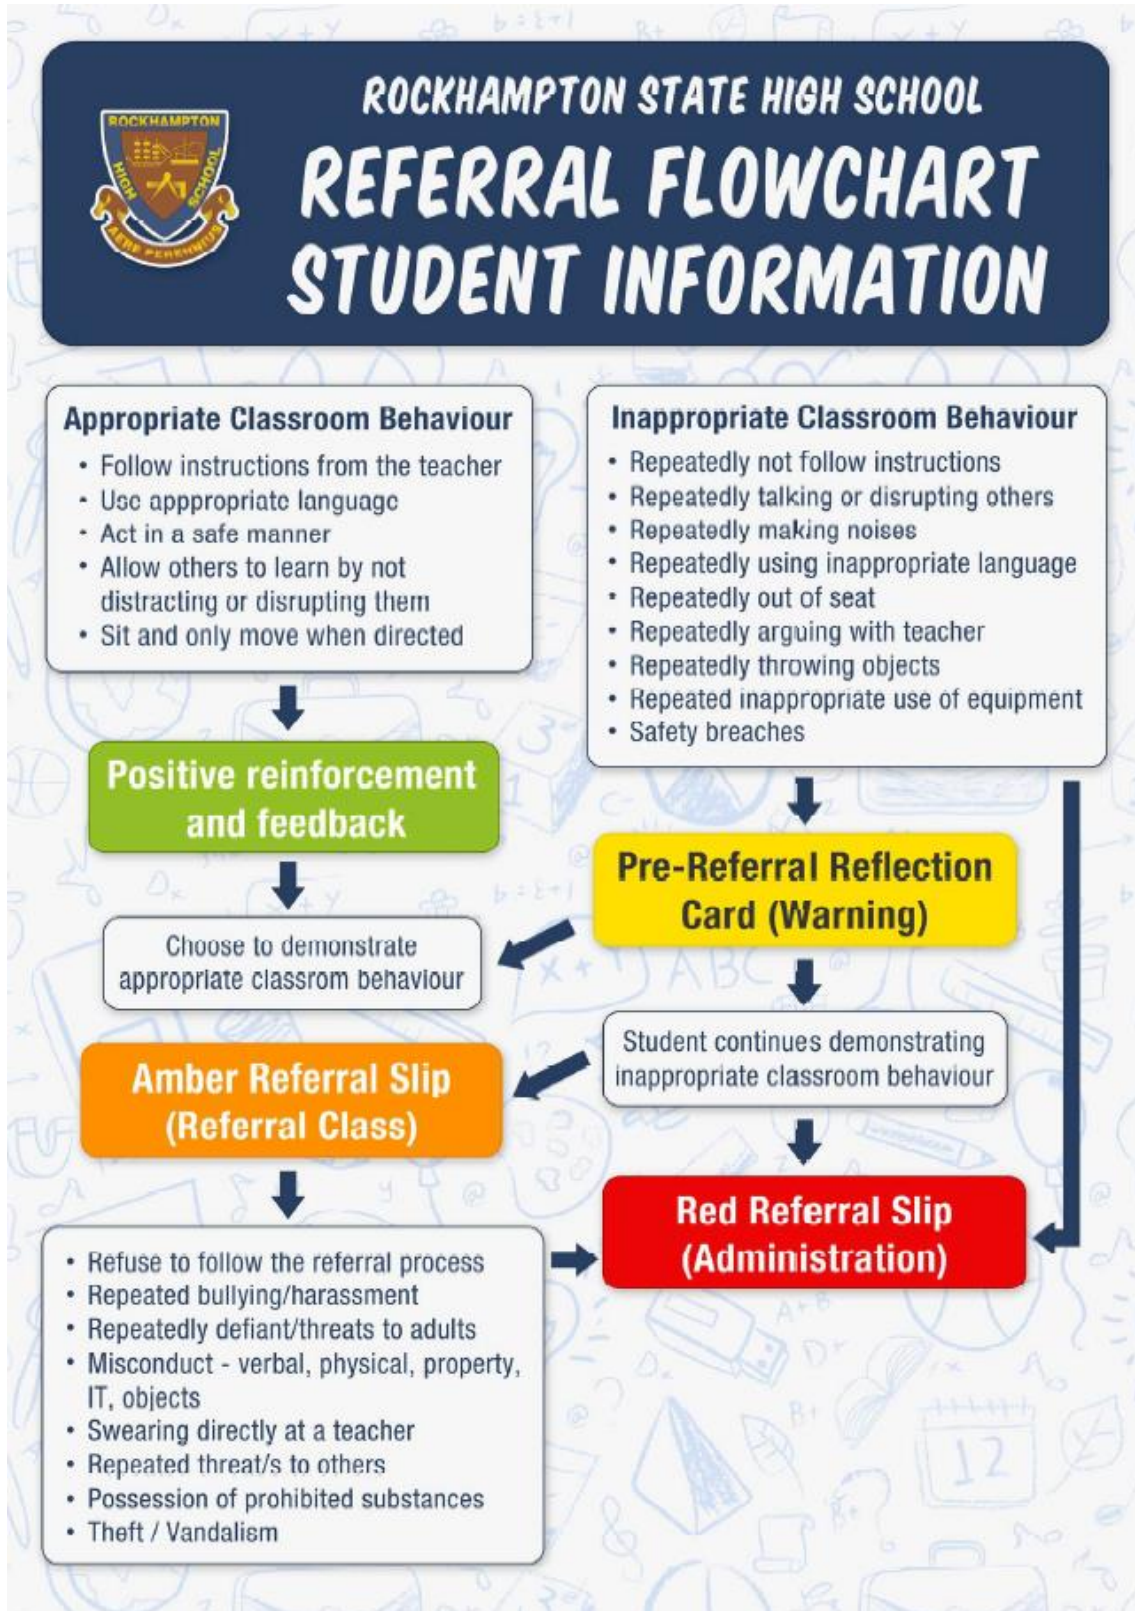 ROCKHAMPTON STATE HIGH SCHOOL
REFERRAL FLOWCHART
STUDENT INFORMATION
ROCKHAMPTON
HIGH
SCHOOL
AERE PERENNIUS
Appropriate Classroom Behaviour
• Follow instructions from the teacher
• Use apppropriate language
• Act in a safe manner
• Allow others to learn by not
distracting or disrupting them
• Sit and only move when directed
Inappropriate Classroom Behaviour
• Repeatedly not follow instructions
• Repeatedly talking or disrupting others
• Repeatedly making noises
• Repeatedly using inappropriate language
• Repeatedly out of seat
• Repeatedly arguing with teacher
• Repeatedly throwing objects
• Repeated inappropriate use of equipment
• Safety breaches
Positive reinforcement
and feedback
Pre-Referral Reflection
Card (Warning)
Choose to demonstrate
appropriate classrom behaviour
Student continues demonstrating
inappropriate classroom behaviour
Amber Referral Slip
(Referral Class)
Red Referral Slip
(Administration)
• Refuse to follow the referral process
• Repeated bullying/harassment
• Repeatedly defiant/threats to adults
• Misconduct - verbal, physical, property,
IT, objects
• Swearing directly at a teacher
• Repeated threat/s to others
• Possession of prohibited substances
• Theft / Vandalism